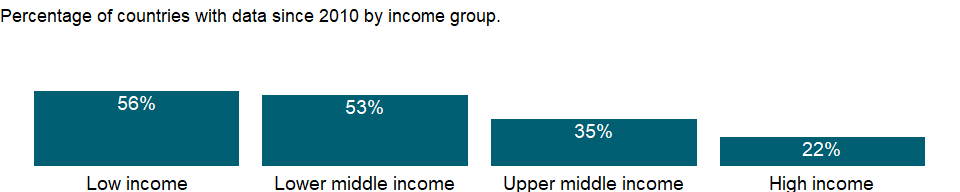 Percentage of countries with data since 2010 by income group.
56%
53%
35%
22%
Low income
Lower middle income
Upper middle income
High income